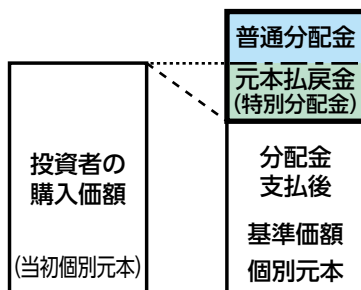 投資者の
購入価額
(当初個別元本)
普通分配金
元本払戻金
(特別分配金)
分配金
支払後
基準価額
個別元本